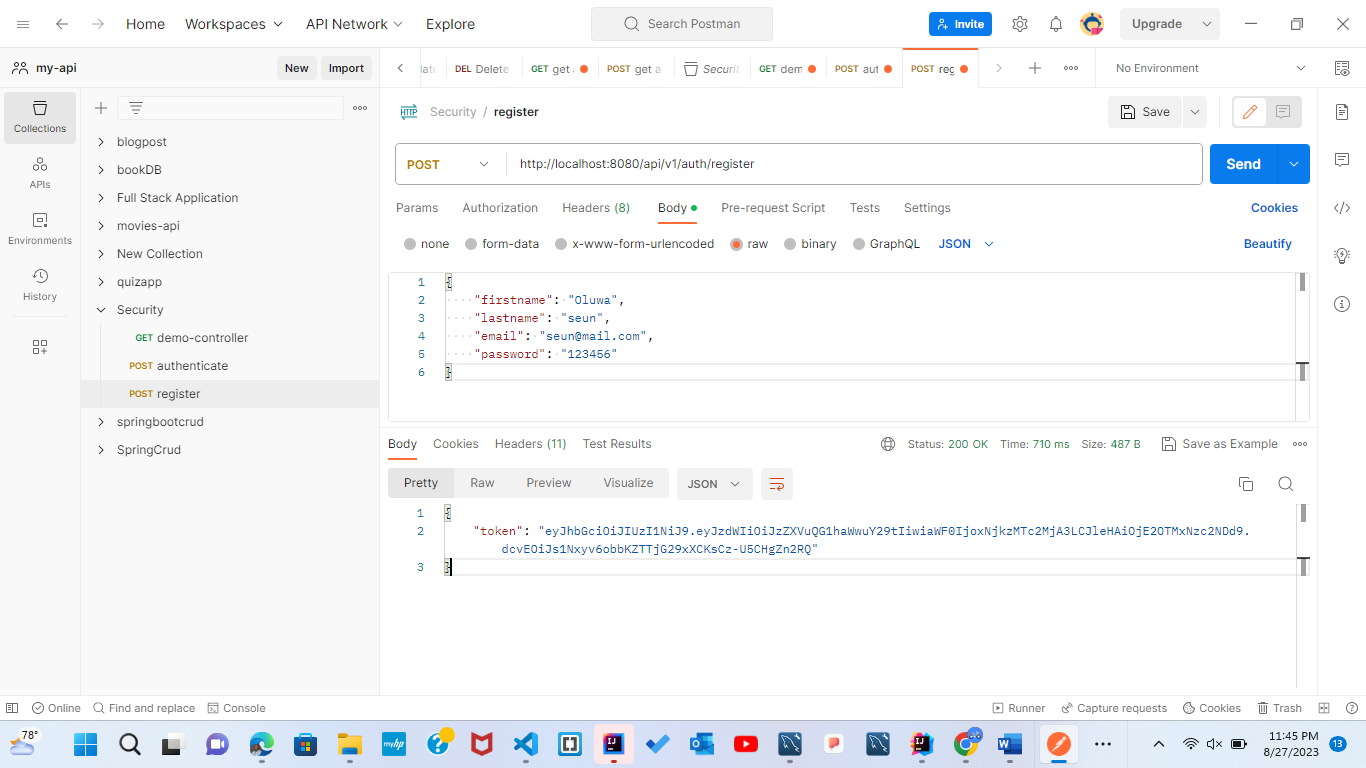 Home Workspaces API Network Explore Search Postman Invite Upgrade
my-api New Import
DEL Delete GET get POST get a Securit GET dem POST aut POST reg No Environment
Collections
APIs
Environments
History
blogpost
bookDB
Full Stack Application
movies-api
New Collection
quizapp
Security
GET demo-controller
POST authenticate
POST register
springbootcrud
SpringCrud
HTTP Security / register Save
POST http://localhost:8080/api/v1/auth/register Send
Params Authorization Headers (8) Body Pre-request Script Tests Settings Cookies
none form-data x-www-form-urlencoded raw binary GraphQL JSON Beautify
1 {
2 "firstname": "Oluwa",
3 "lastname": "seun",
4 "email": "seun@mail.com",
5 "password": "123456"
6 }
Body Cookies Headers (11) Test Results Status: 200 OK Time: 710 ms Size: 487 B Save as Example
Pretty Raw Preview Visualize JSON
1 {
2 "token": "eyJhbGciOiJIUzI1NiJ9.eyJzdWIiOiJzZXVuQG1haWwuY29tIiwiaWF0IjoxNjkzMTc2MjA3LCJleHAiOjE2OTMxNzc2NDd9.
dcvEOiJs1Nxyv6obbKZTTjG29xXCKsCz-U5CHgZn2RQ"
3 }
Online Find and replace Console Runner Capture requests Cookies Trash
78° 11:45 PM
8/27/2023 13